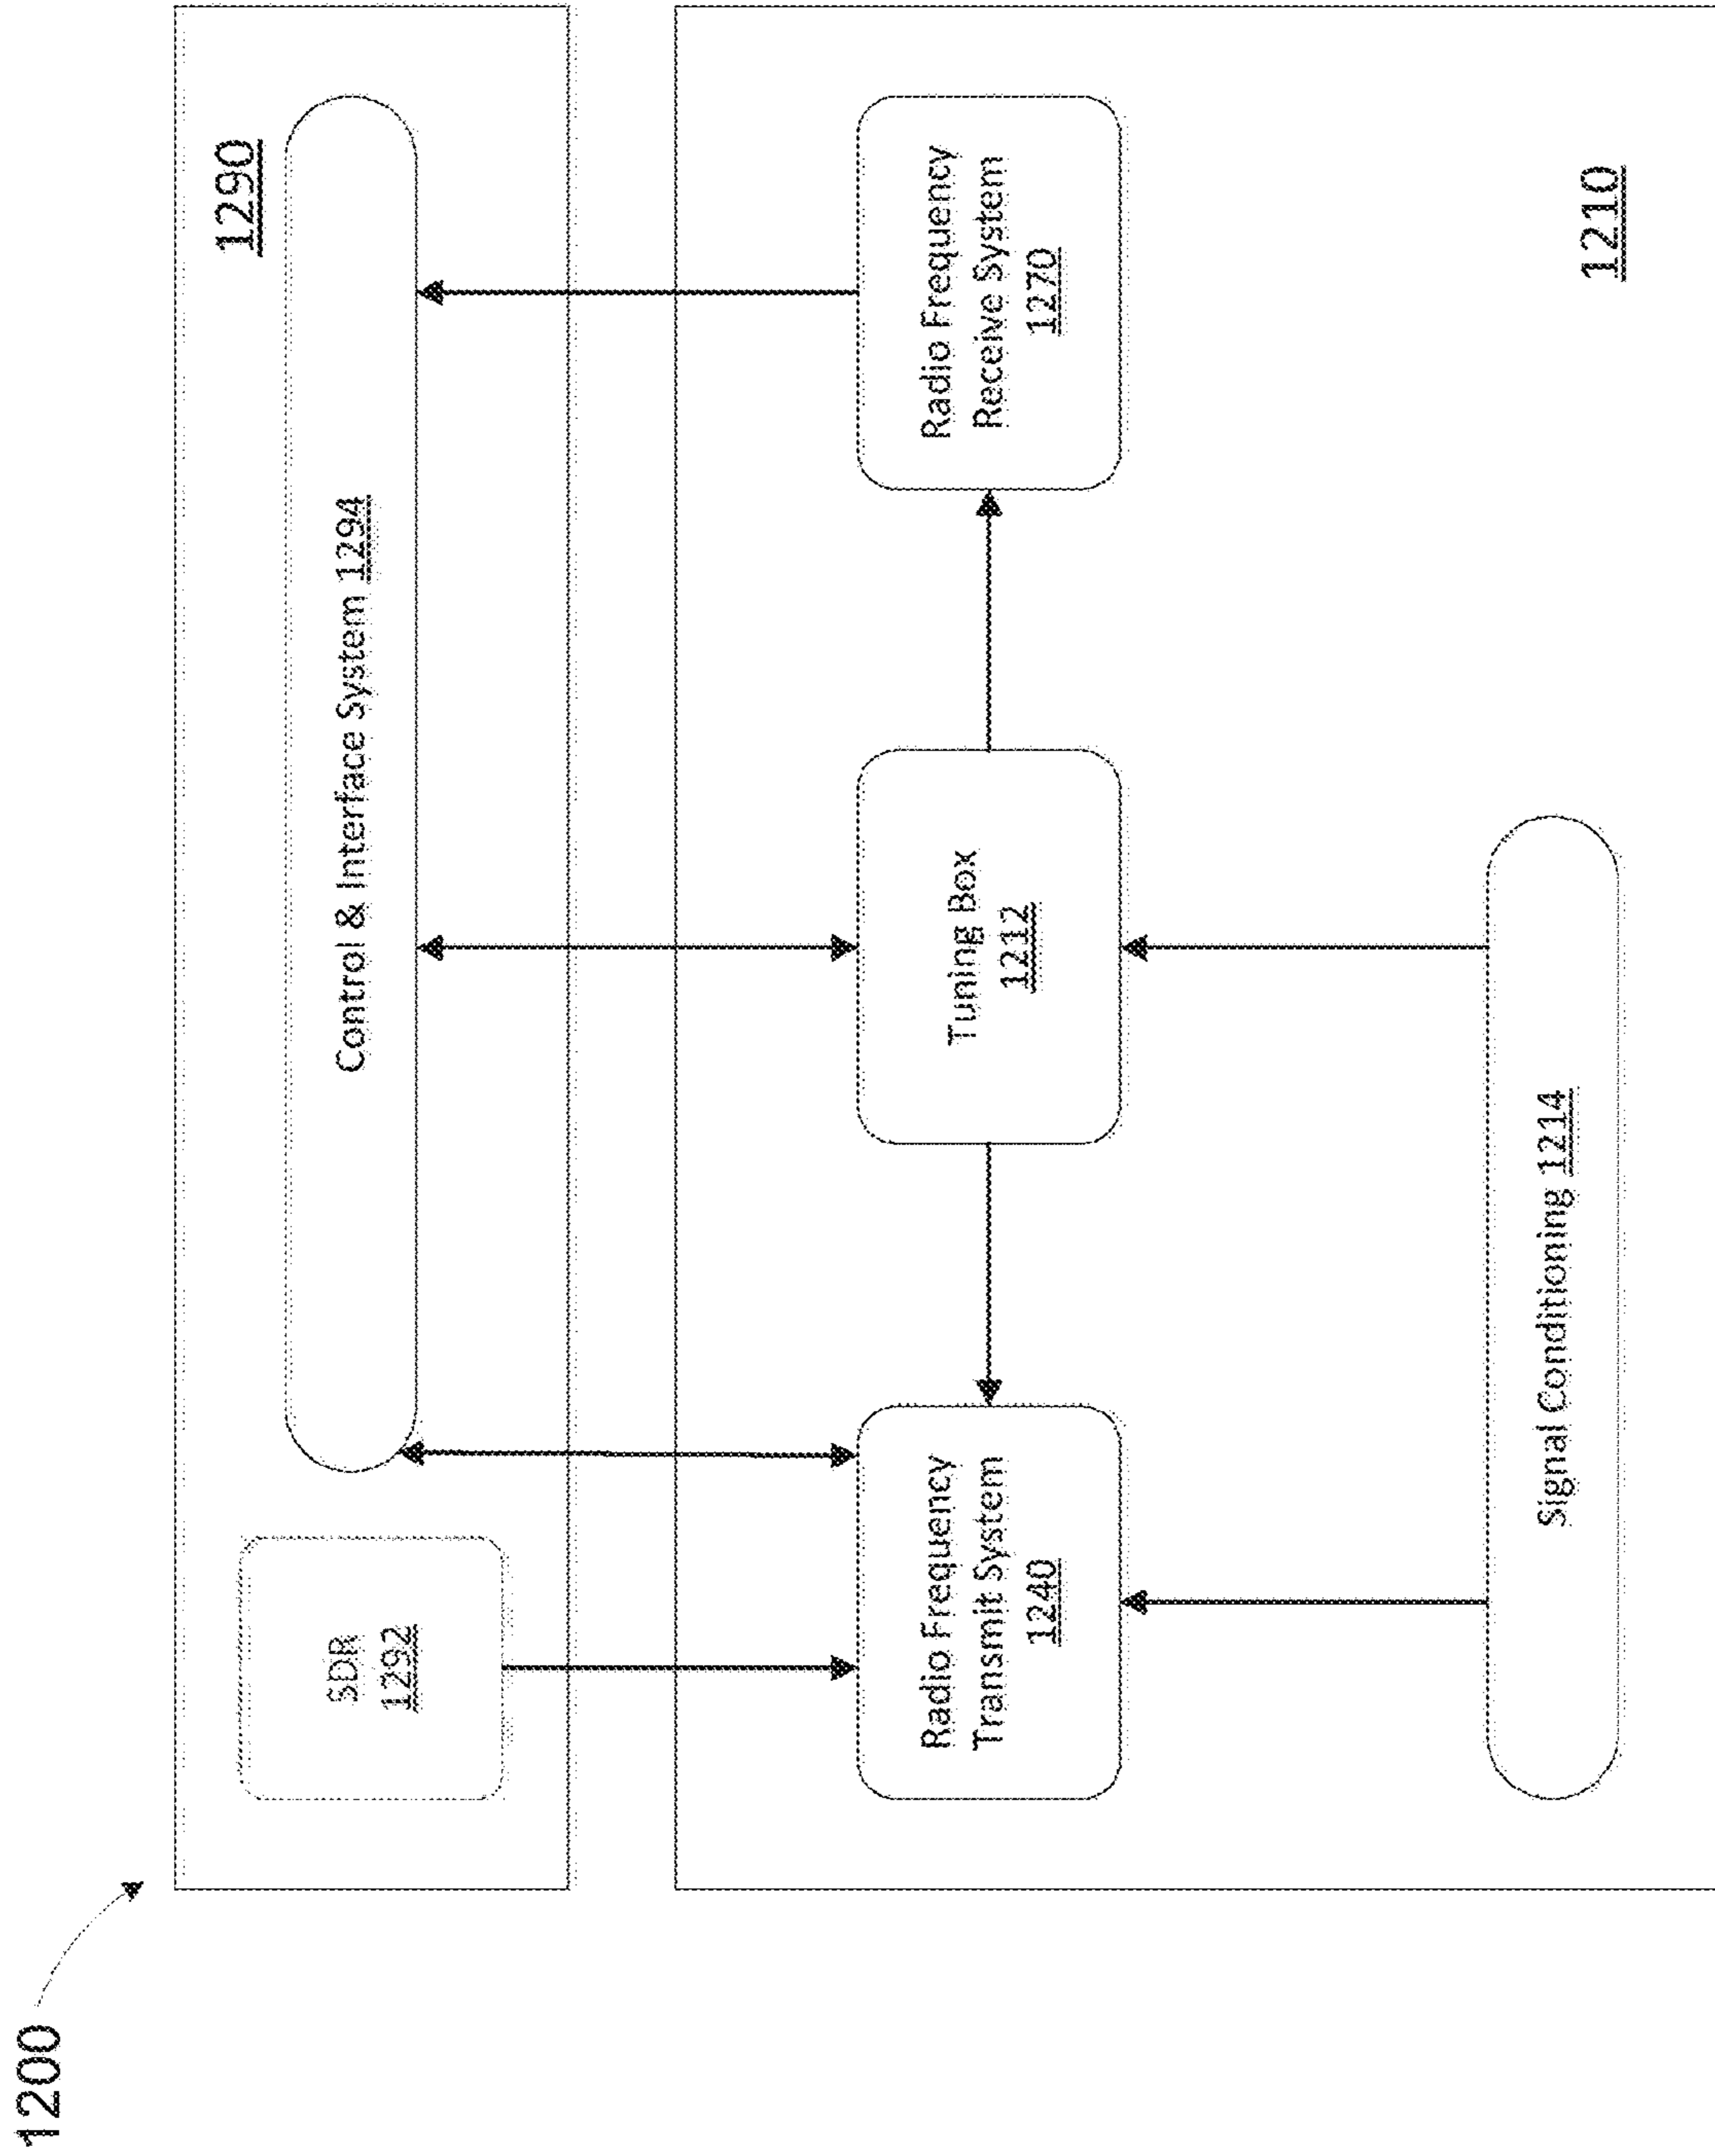 1200
1290
SDR
1292
Control & Interface System 1294
Radio Frequency
Transmit System
1240
Tuning Box
1212
Radio Frequency
Receive System
1270
Signal Conditioning 1214
1210